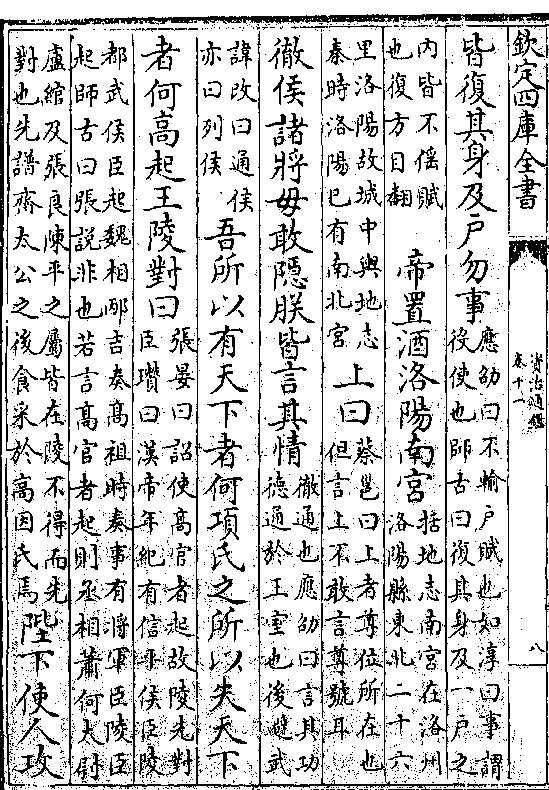 欽定四庫全書
資治通鑑
卷十一
八
皆復其身及戶勿事應劭曰不輸戶賦也如淳曰事謂
役使也師古曰復其身及一戶之
内皆不徭賦
也復方目翻
帝置酒洛陽南宫括地志南宫在洛州
洛陽縣東北二十六
里洛陽故城中輿地志
秦時洛陽已有南北宫
上曰蔡邕曰上者尊位所在也
但言上不敢言尊號耳
徹侯諸將毋敢隠朕皆言其情徹通也應劭曰言其功
德通於王室也後避武
諱改曰通侯
亦曰列侯
吾所以有天下者何項氏之所以失天下
者何高起王陵對曰張晏曰詔使高官者起故陵先對
臣瓚曰漢帝年紀有信平侯臣陵
都武侯臣起魏相邴吉奏高祖時奏事有將軍臣陵臣
起師古曰張說非也若言高官者起則丞相蕭何大尉
盧綰及張良陳平之屬皆在陵不得而先
對也先譜齊太公之後食采於高因氏焉
陛下使人攻